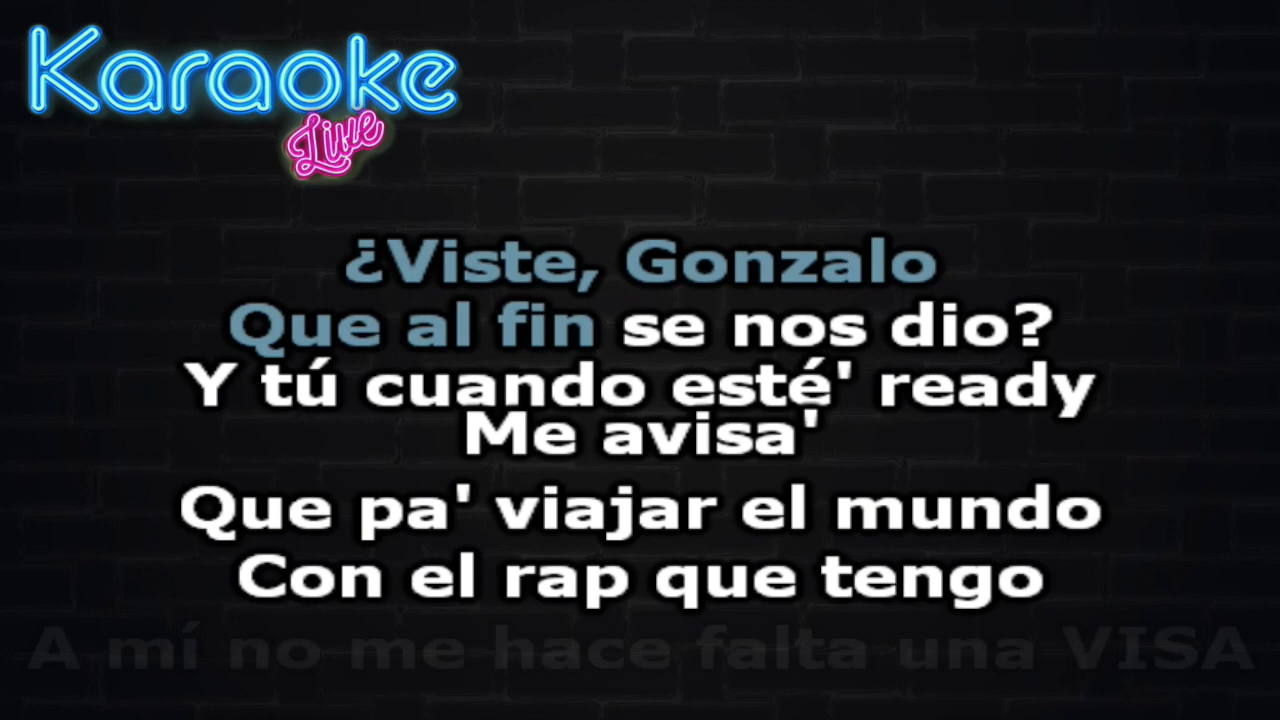 Karaoke
Live
¿Viste, Gonzalo
Que al fin se nos dio?
Y tú cuando esté' ready
Me avisa'
Que pa' viajar el mundo
Con el rap que tengo
A mí no me hace falta una VISA